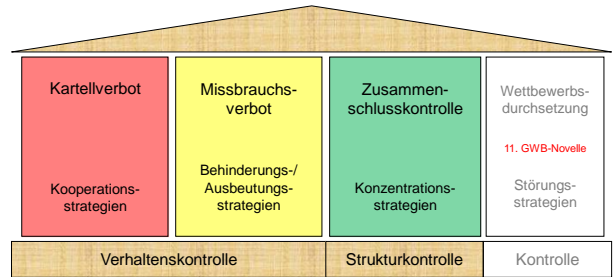 Kartellverbot
Kooperations-
strategien
Missbrauchs-
verbot
Behinderungs-/
Ausbeutungs-
strategien
Zusammen-
schlusskontrolle
Konzentrations-
strategien
Wettbewerbs-
durchsetzung
11. GWB-Novelle
Störungs-
strategien
Verhaltenskontrolle
Strukturkontrolle
Kontrolle